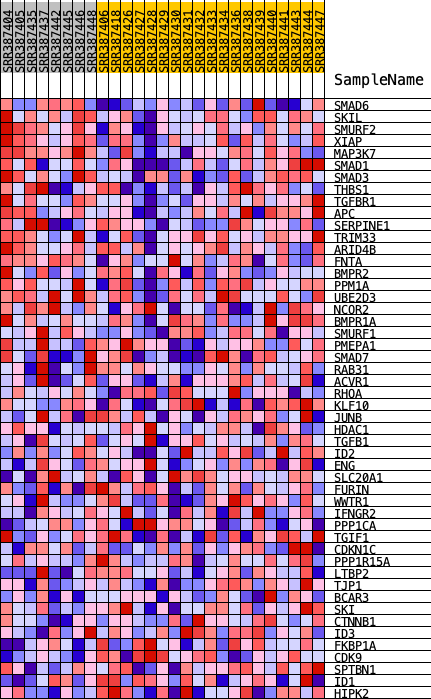 SRR387404
SRR387405
SRR387435
SRR387437
SRR387442
SRR387445
SRR387446
SRR387448
SRR387406
SRR387418
SRR387426
SRR387427
SRR387428
SRR387429
SRR387430
SRR387431
SRR387432
SRR387433
SRR387434
SRR387436
SRR387438
SRR387439
SRR387440
SRR387441
SRR387443
SRR387444
SRR387447
SampleName
SMAD6
SKIL
SMURF2
XIAP
MAP3K7
SMAD1
SMAD3
THBS1
TGFBR1
APC
SERPINE1
TRIM33
ARID4B
FNTA
BMPR2
PPM1A
UBE2D3
NCOR2
BMPR1A
SMURF1
PMEPA1
SMAD7
RAB31
ACVR1
RHOA
KLF10
JUNB
HDAC1
TGFB1
ID2
ENG
SLC20A1
FURIN
WWTR1
IFNGR2
PPP1CA
TGIF1
CDKN1C
PPP1R15A
LTBP2
TJP1
BCAR3
SKI
CTNNB1
ID3
FKBP1A
CDK9
SPTBN1
ID1
HIPK2